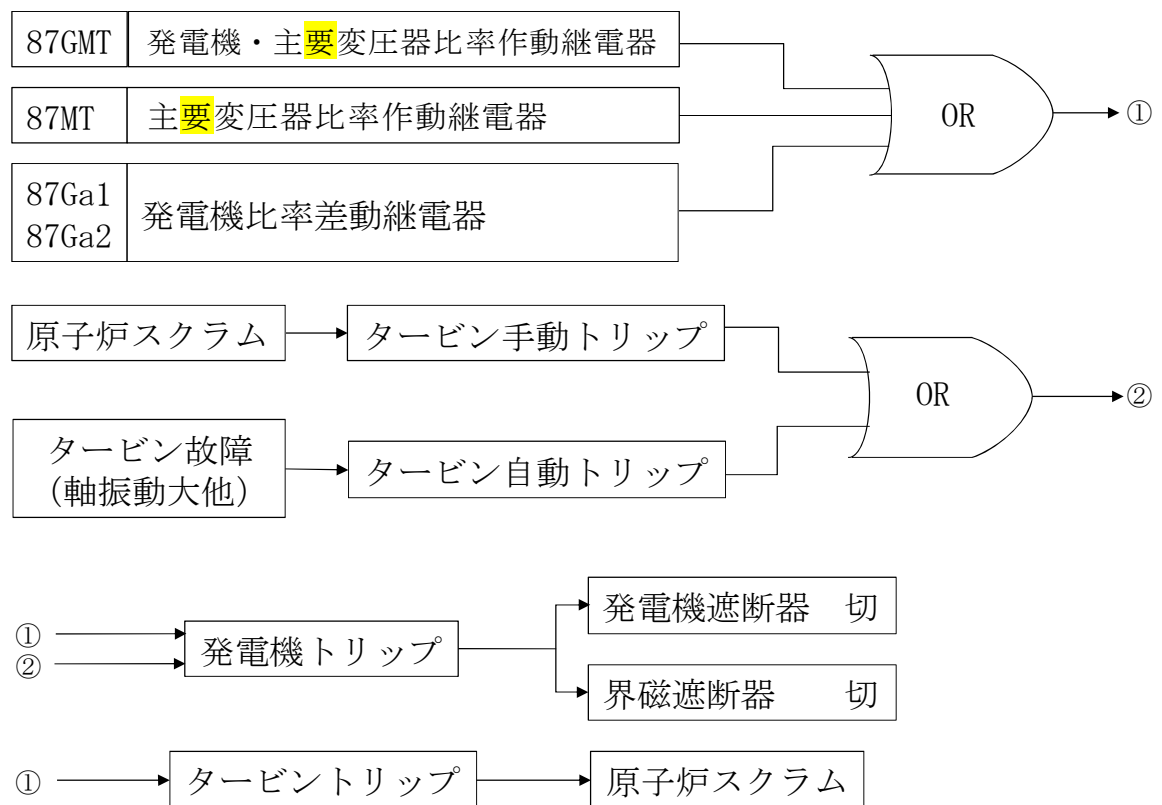 87GMT 発電機・主要変圧器比率作動継電器
87MT 主要変圧器比率作動継電器
OR
①
87Ga1
87Ga2
発電機比率差動継電器
原子炉スクラム
タービン手動トリップ
OR
②
タービン故障
(軸振動大他)
タービン自動トリップ
発電機遮断器 切
①
②
発電機トリップ
界磁遮断器 切
①
タービントリップ
原子炉スクラム